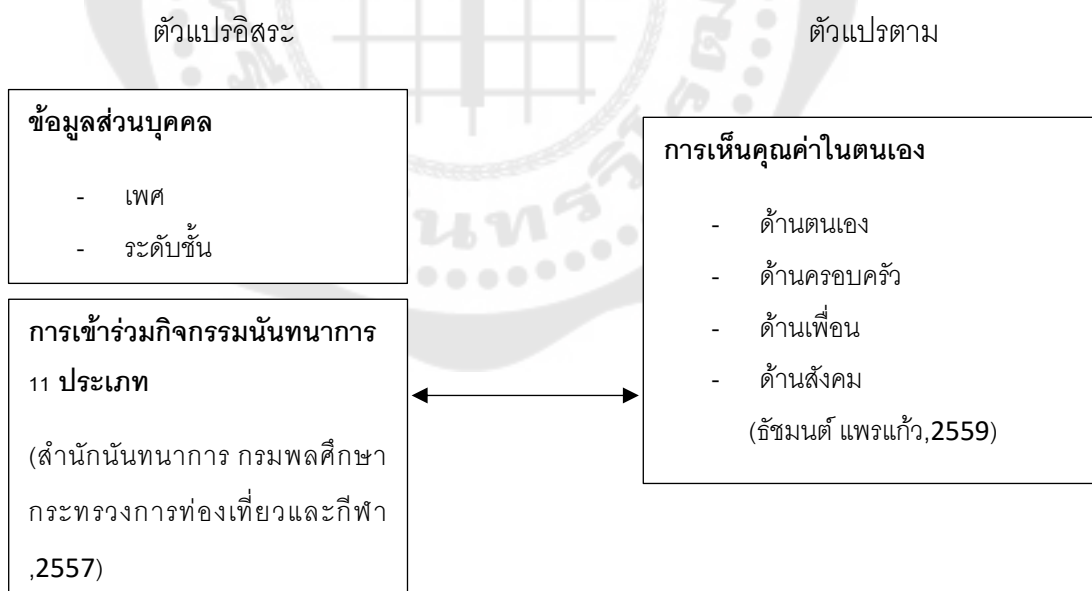 ตัวแปรอิสระ
ตัวแปรตาม
ข้อมูลส่วนบุคคล
- เพศ
- ระดับชั้น
การเข้าร่วมกิจกรรมนันทนาการ
11 ประเภท
(สำนักนันทนาการ กรมพลศึกษา
กระทรวงการท่องเที่ยวและกีฬา
,2557)
การเห็นคุณค่าในตนเอง
- ด้านตนเอง
- ด้านครอบครัว
- ด้านเพื่อน
- ด้านสังคม
(ธัชมนต์ แพรแก้ว,2559)